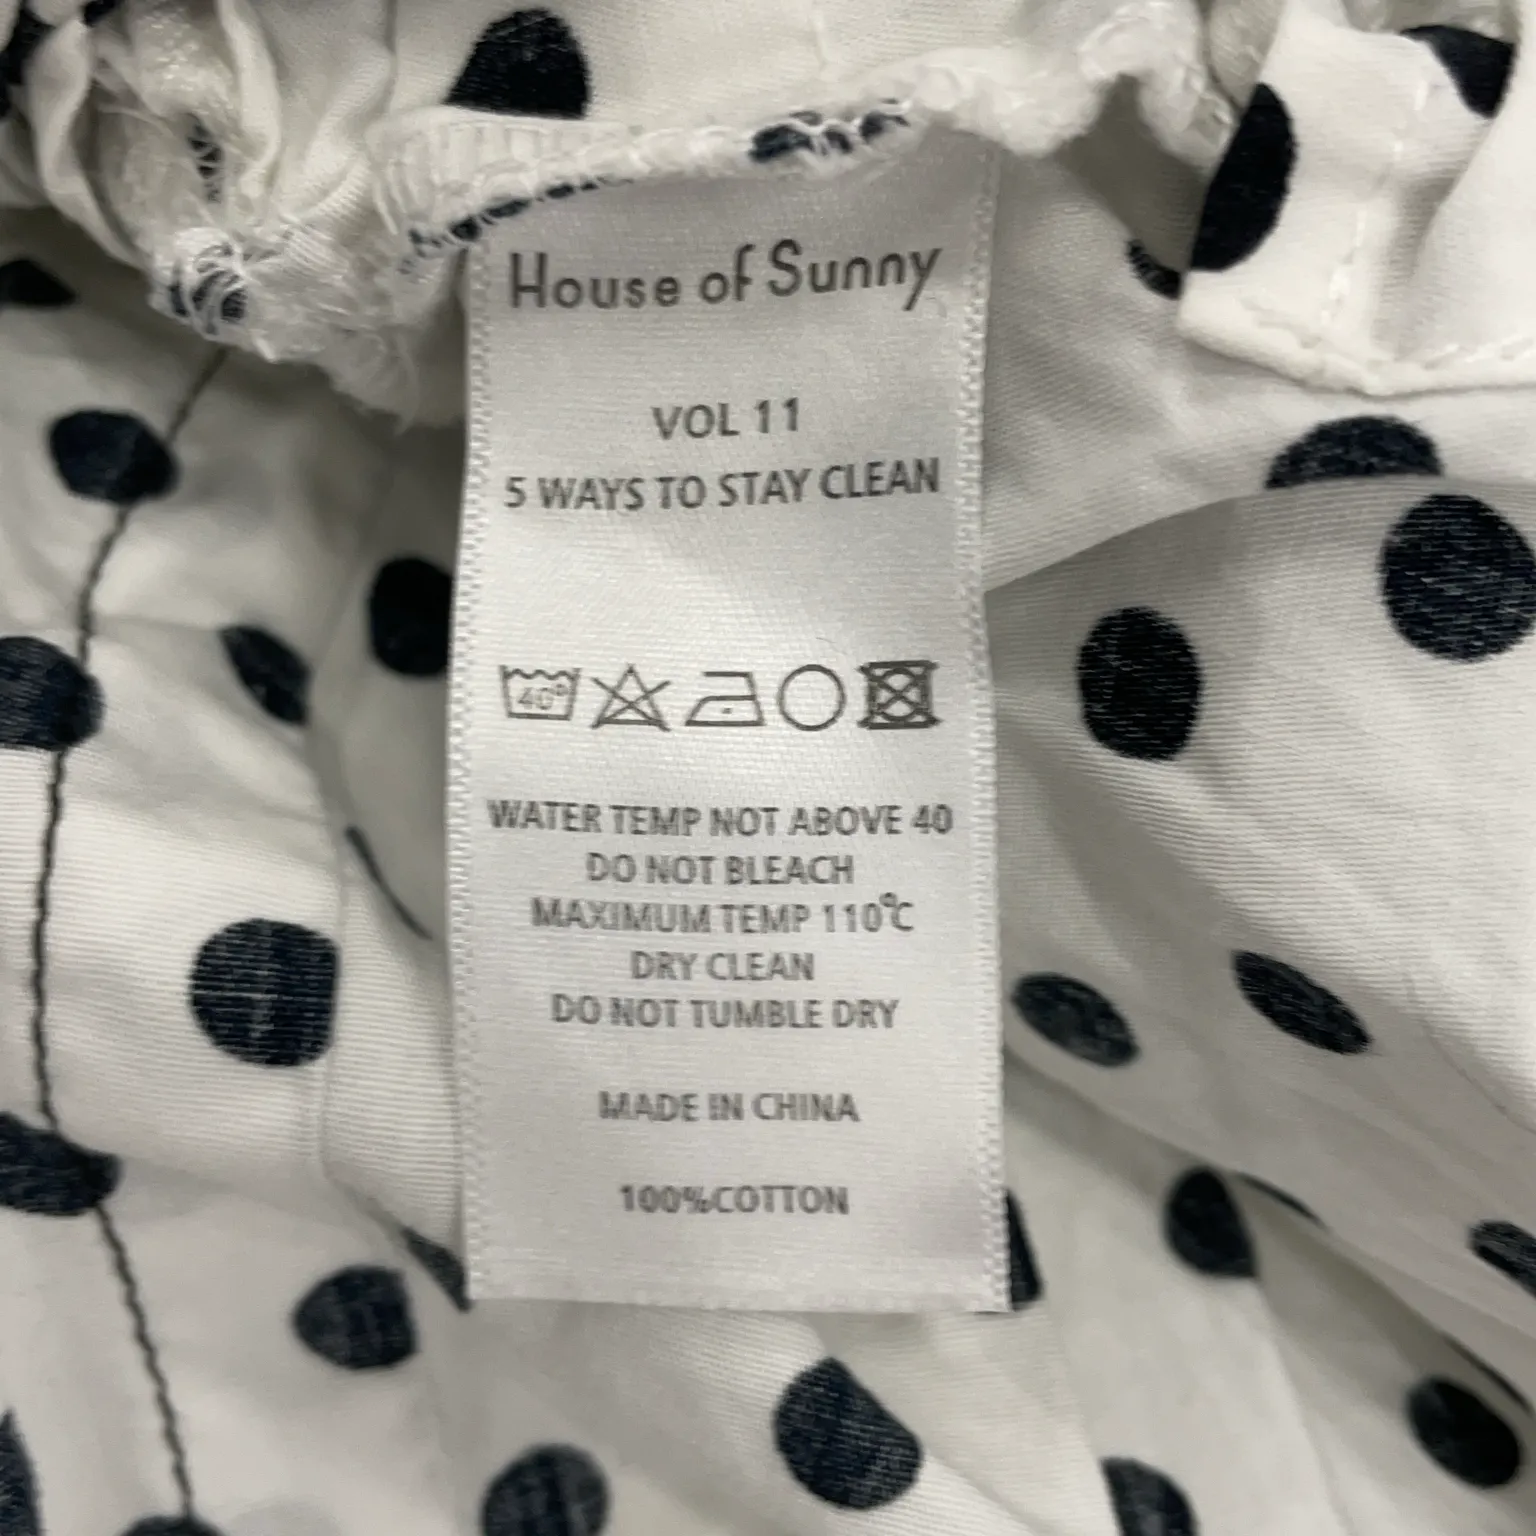 House of Sunny
VOL 11
5 WAYS TO STAY CLEAN
40°
WATER TEMP NOT ABOVE 40
DO NOT BLEACH
MAXIMUM TEMP 110°C
DRY CLEAN
DO NOT TUMBLE DRY
MADE IN CHINA
100%COTTON